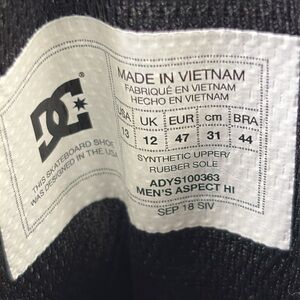 DC®
THIS SKATEBOARD SHOE
WAS DESIGNED IN THE USA
MADE IN VIETNAM
FABRIQUÉ EN VIETNAM
HECHO EN VIETNAM
USA UK EUR cm BRA
13 12 47 31 44
SYNTHETIC UPPER/
RUBBER SOLE
ADYS100363
MEN'S ASPECT HI
SEP 18 SIV